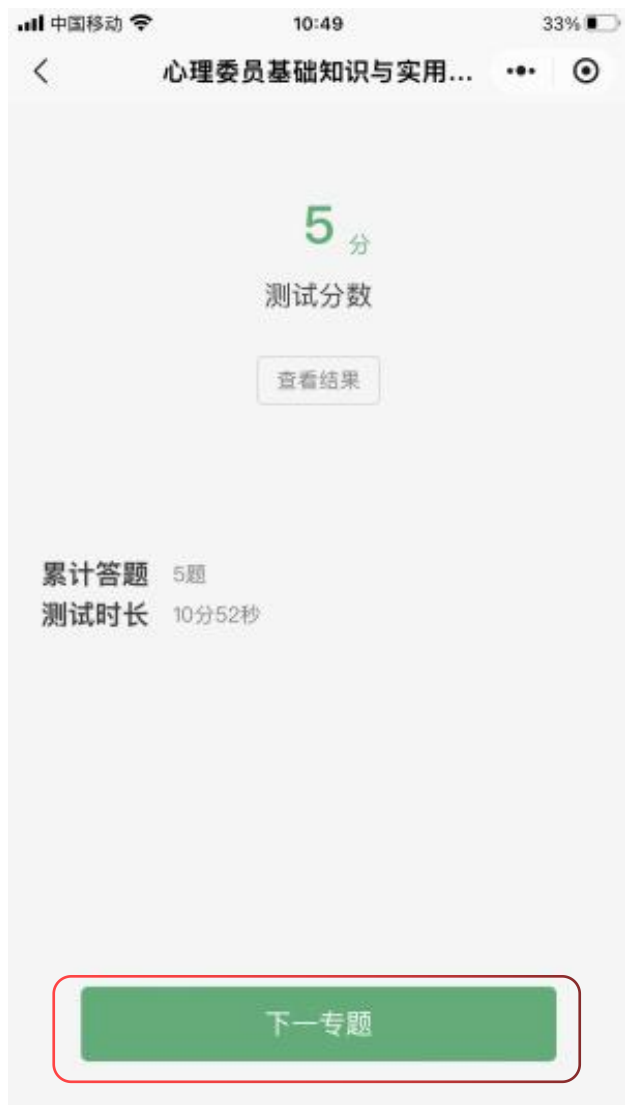 中国移动 10:49 33%
心理委员基础知识与实用...
5 分
测试分数
查看结果
累计答题 5题
测试时长 10分52秒
下一专题